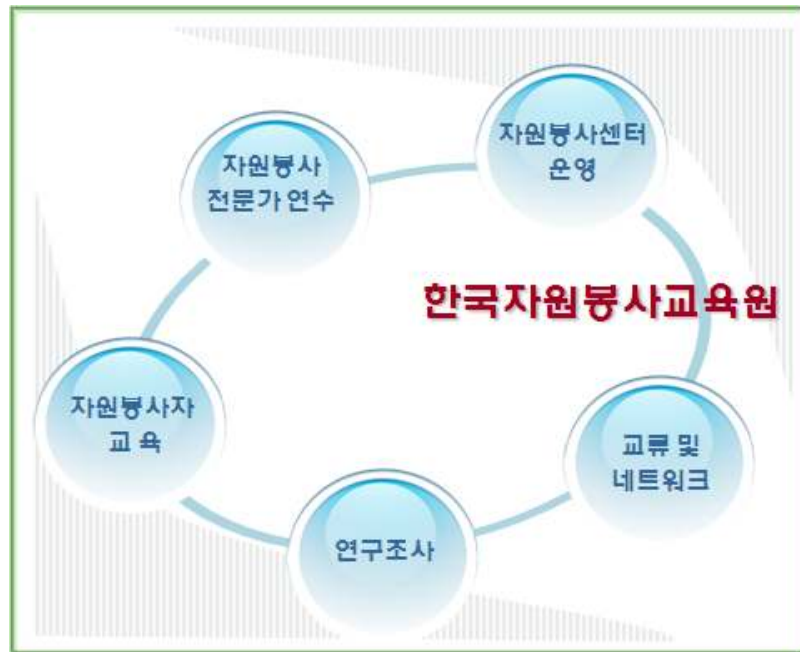 자원봉사센터
운영
자원봉사
전문가 연수
한국자원봉사교육원
자원봉사자
교 육
교류 및
네트워크
연구조사